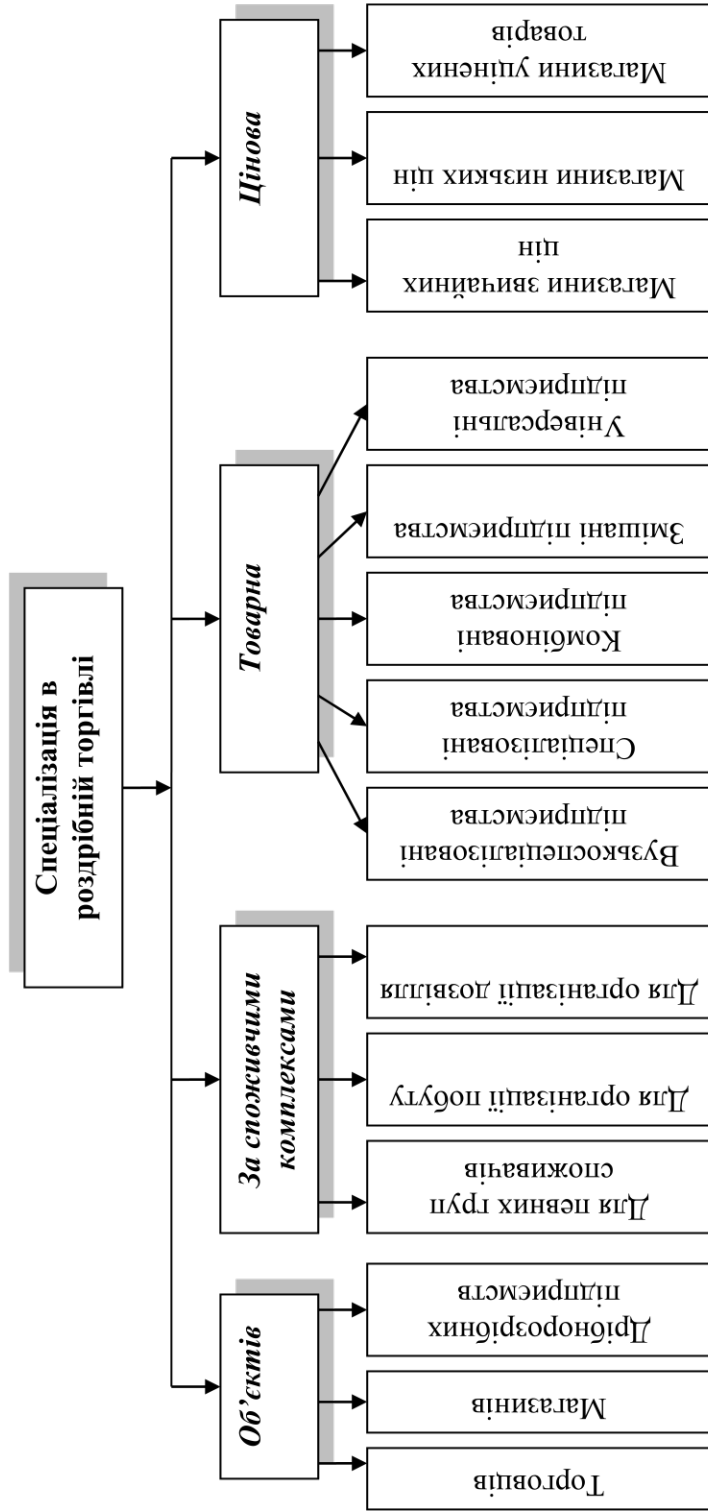 Спеціалізація в
роздрібній торгівлі
Об’єктів
За споживчими
комплексами
Товарна
Цінова
Торговців
Магазинів
Дрібнорозрібних
підприємств
Для певних груп
споживачів
Для організації побуту
Для організації дозвілля
Вузькоспеціалізовані
підприємства
Спеціалізовані
підприємства
Комбіновані
підприємства
Змішані підприємства
Універсальні
підприємства
Магазини звичайних
цін
Магазини низьких цін
Магазини уцінених
товарів